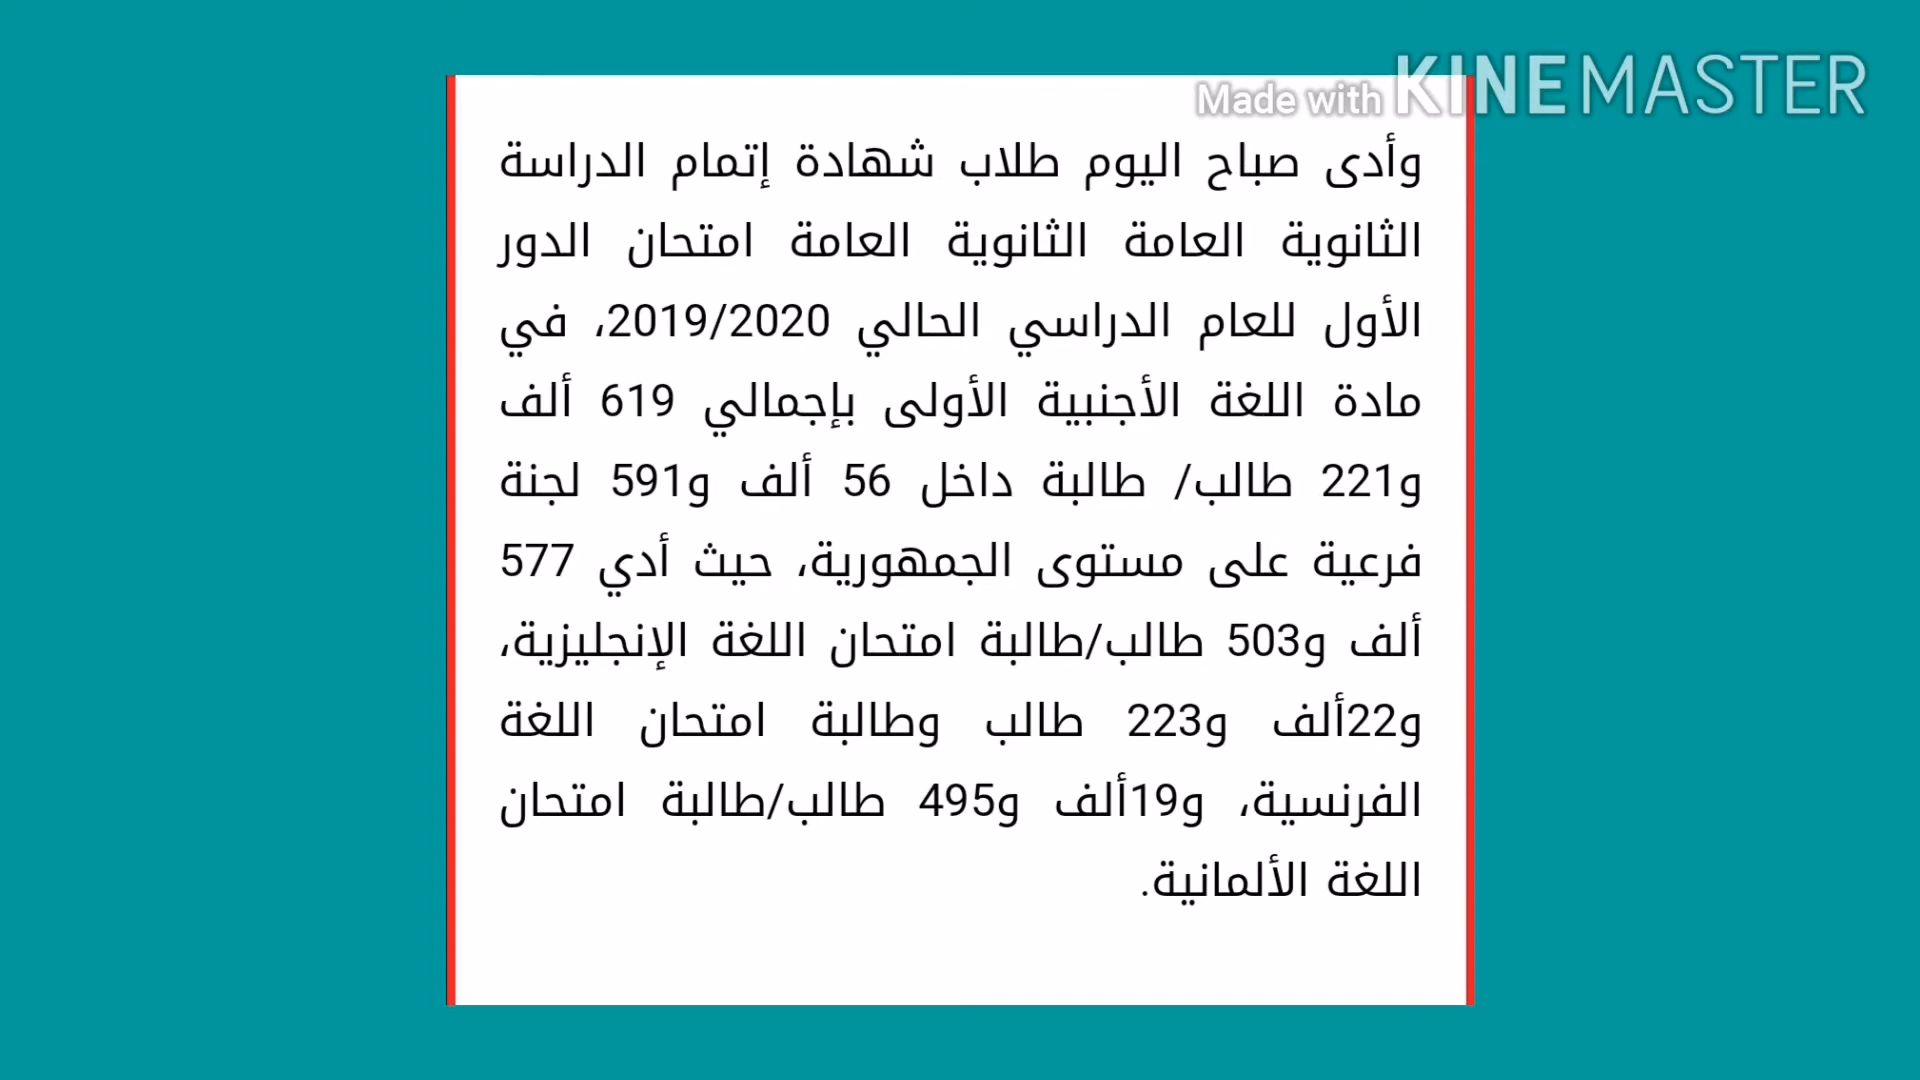 Made with KINEMASTER
وأدى صباح اليوم طلاب شهادة إتمام الدراسة
الثانوية العامة الثانوية العامة امتحان الدور
الأول للعام الدراسي الحالي 2019/2020، في
مادة اللغة الأجنبية الأولى بإجمالي 619 ألف
و221 طالب/ طالبة داخل 56 ألف و591 لجنة
فرعية على مستوى الجمهورية، حيث أدي 577
ألف و503 طالب/طالبة امتحان اللغة الإنجليزية،
و22ألف و223 طالب وطالبة امتحان اللغة
الفرنسية، و19ألف و495 طالب/طالبة امتحان
اللغة الألمانية.